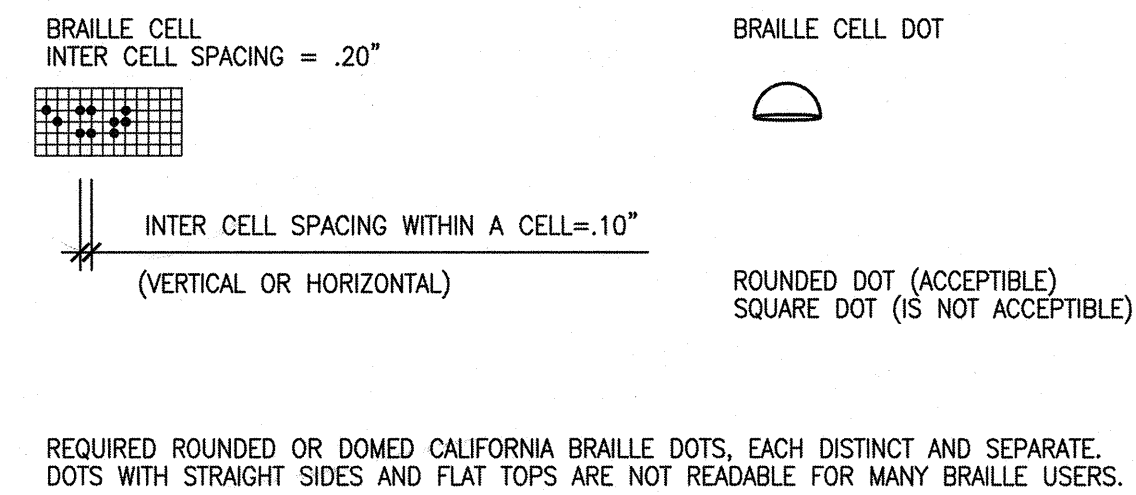 BRAILLE CELL
INTER CELL SPACING = .20"
BRAILLE CELL DOT
INTER CELL SPACING WITHIN A CELL=.10"
(VERTICAL OR HORIZONTAL)
ROUNDED DOT (ACCEPTIBLE)
SQUARE DOT (IS NOT ACCEPTIBLE)
REQUIRED ROUNDED OR DOMED CALIFORNIA BRAILLE DOTS, EACH DISTINCT AND SEPARATE.
DOTS WITH STRAIGHT SIDES AND FLAT TOPS ARE NOT READABLE FOR MANY BRAILLE USERS.